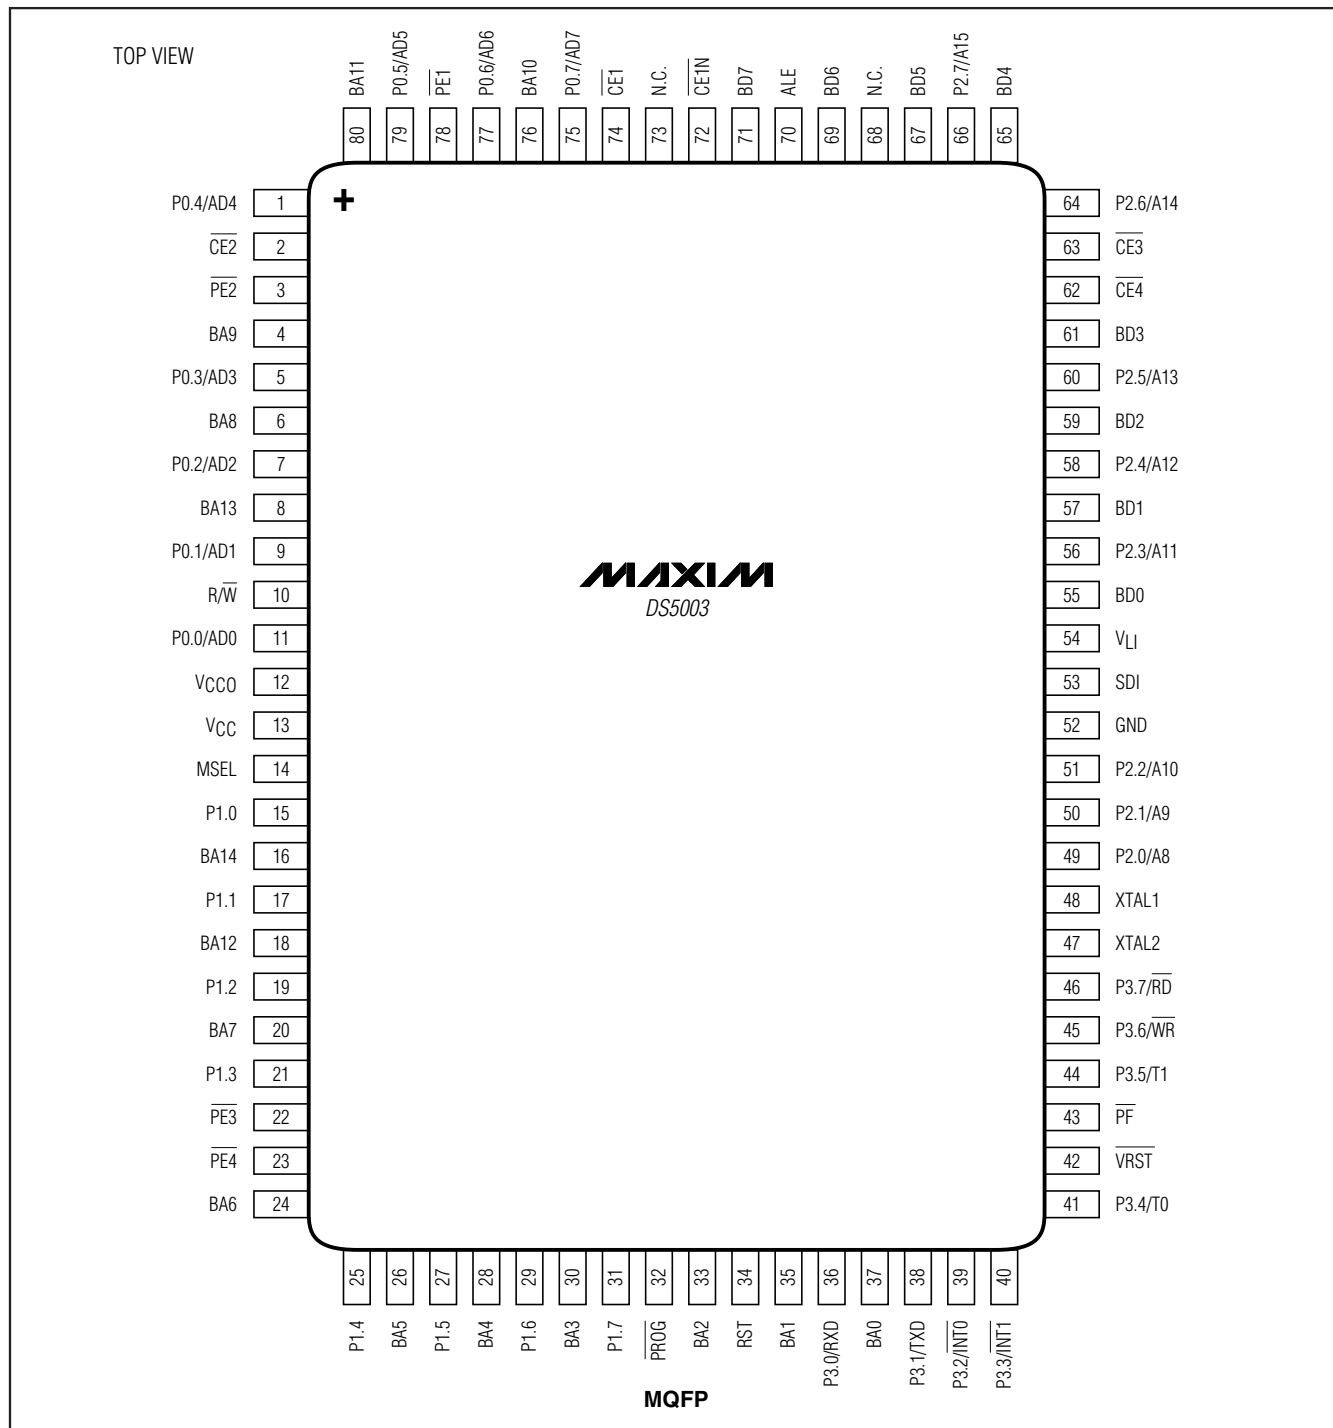 TOP VIEW
BA11
P0.5/AD5
PE1
P0.6/AD6
BA10
P0.7/AD7
CE1
N.C.
CE1N
BD7
ALE
BD6
N.C.
BD5
P2.7/A15
BD4
80 79 78 77 76 75 74 73 72 71 70 69 68 67 66 65
P0.4/AD4 1 + 64 P2.6/A14
CE2 2 63 CE3
PE2 3 62 CE4
BA9 4 61 BD3
P0.3/AD3 5 60 P2.5/A13
BA8 6 59 BD2
P0.2/AD2 7 58 P2.4/A12
BA13 8 57 BD1
P0.1/AD1 9 56 P2.3/A11
MAXIM
R/W 10 55 BD0
DS5003
P0.0/AD0 11 54 VLI
VCCO 12 53 SDI
VCC 13 52 GND
MSEL 14 51 P2.2/A10
P1.0 15 50 P2.1/A9
BA14 16 49 P2.0/A8
P1.1 17 48 XTAL1
BA12 18 47 XTAL2
P1.2 19 46 P3.7/RD
BA7 20 45 P3.6/WR
P1.3 21 44 P3.5/T1
PE3 22 43 PF
PE4 23 42 VRST
BA6 24 41 P3.4/T0
25 26 27 28 29 30 31 32 33 34 35 36 37 38 39 40
P1.4
BA5
P1.5
BA4
P1.6
BA3
P1.7
PROG
BA2
RST
BA1
P3.0/RXD
BA0
P3.1/TXD
P3.2/INT0
P3.3/INT1
MQFP